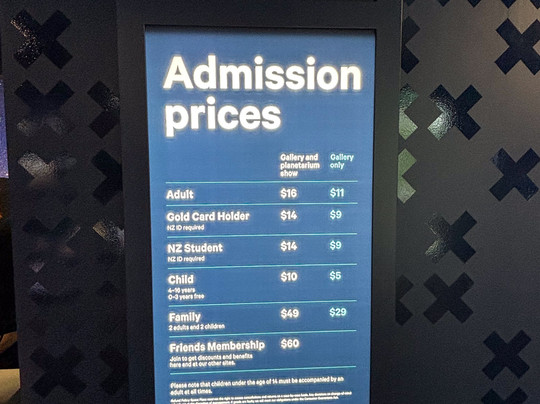 Admission
prices
Gallery and planetarium show
Gallery only
Adult $16 $11
Gold Card Holder $14 $9
NZ ID required
NZ Student $14 $9
NZ ID required
Child $10 $5
4-16 years
0-3 years free
Family $49 $29
2 adults and 2 children
Friends Membership $60
Join to get discounts and benefits
here and at our other sites.
Please note that children under the age of 14 must be accompanied by an
adult at all times.